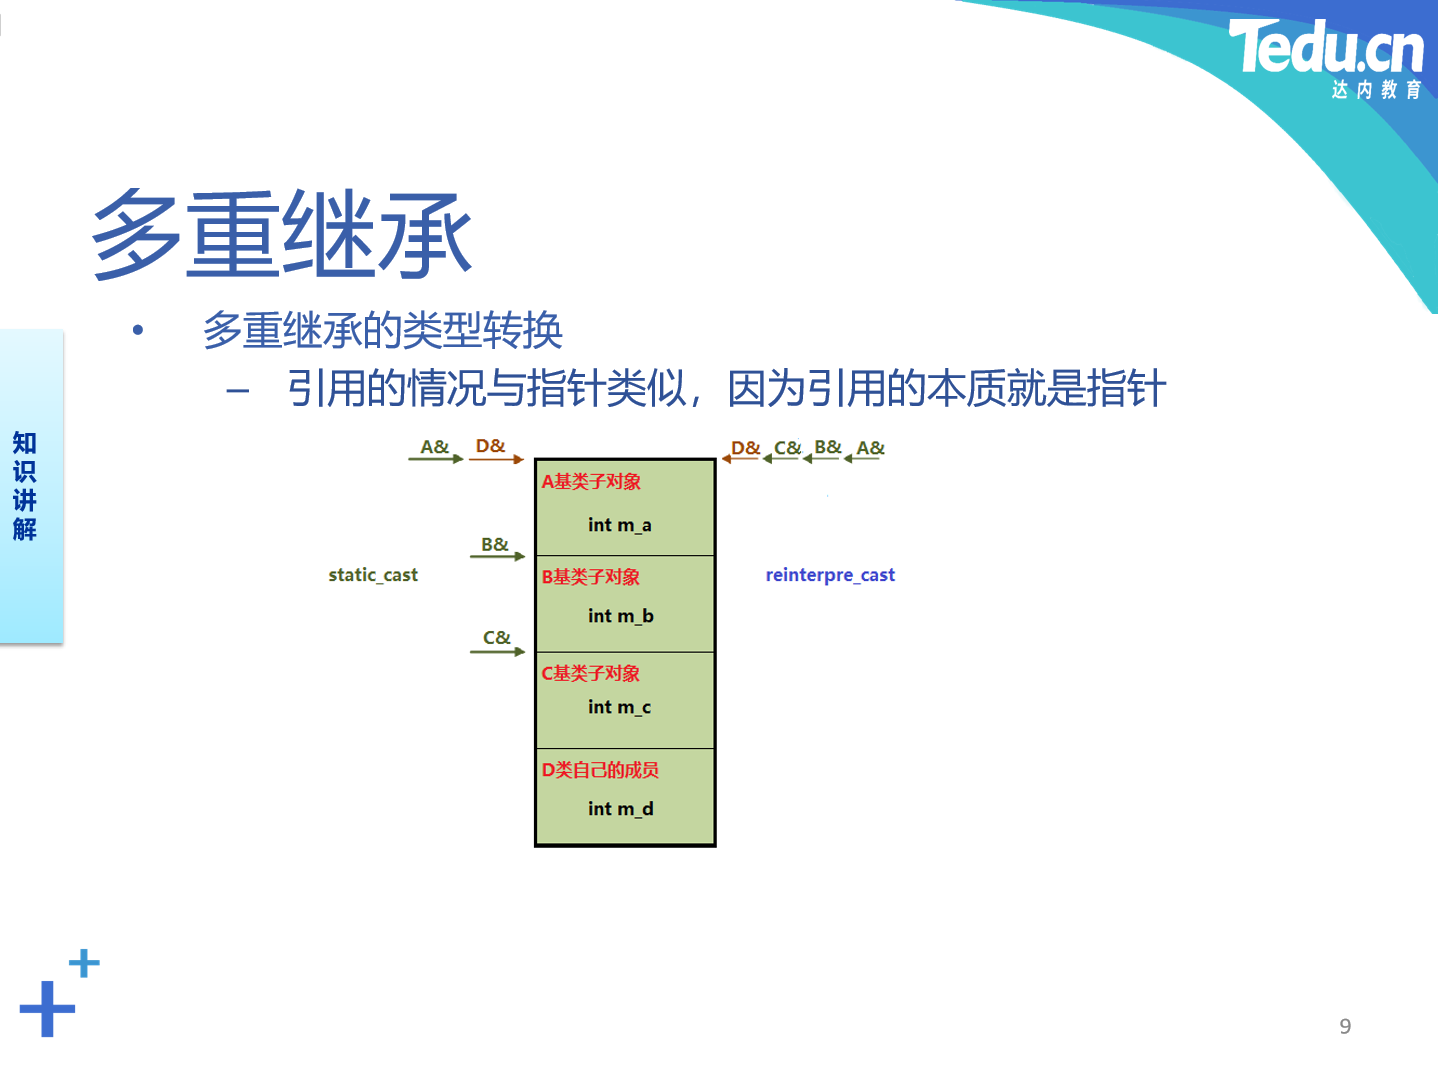 Tedu.cn
达内教育
多重继承
• 多重继承的类型转换
– 引用的情况与指针类似，因为引用的本质就是指针
知
识
讲
解
A& D&
D& C& B& A&
A基类子对象
int m_a
B&
static_cast
B基类子对象
reinterpre_cast
int m_b
C&
C基类子对象
int m_c
D类自己的成员
int m_d
9